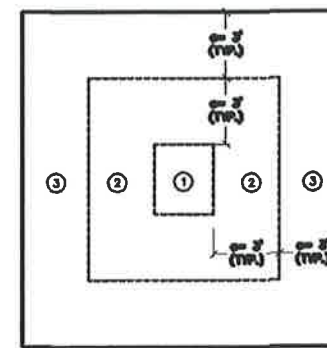 a= 3'
(TYP.)
a= 3'
(TYP.)
3 2 1 2 3
a= 3'
(TYP.)
a= 3'
(TYP.)